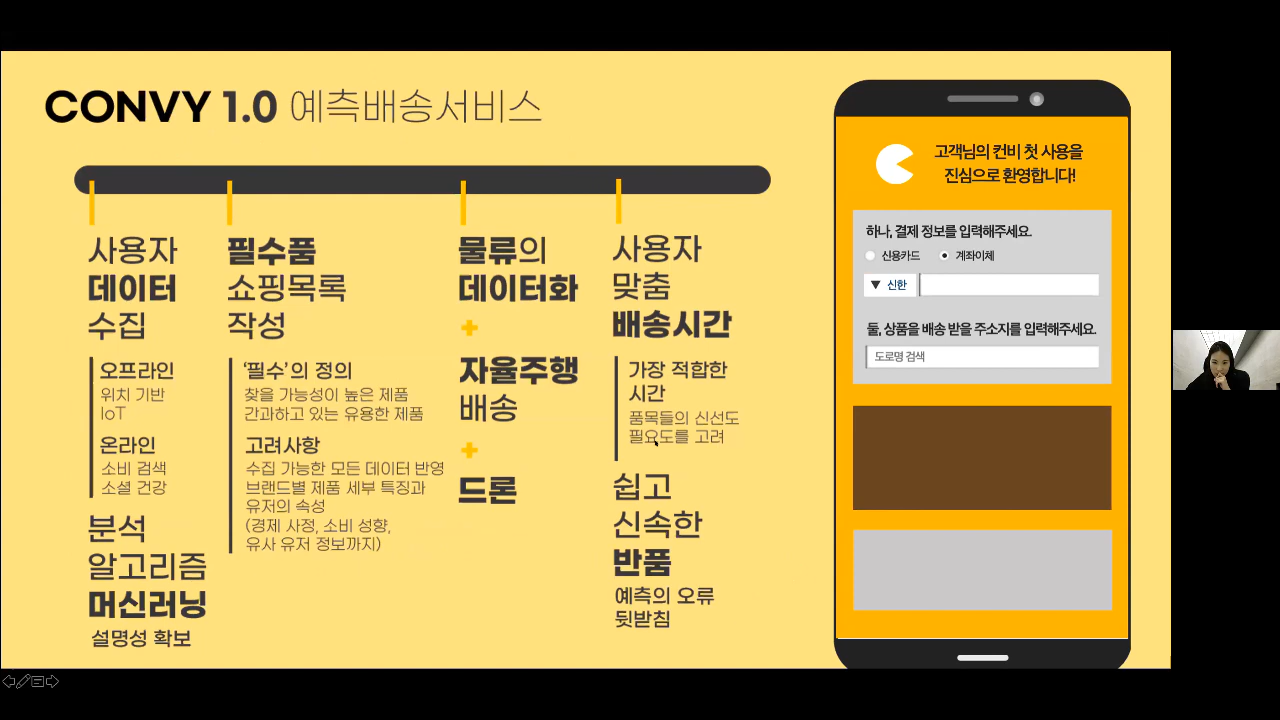 CONVY 1.0 예측배송서비스
사용자
데이터
수집
오프라인
위치 기반
IoT
온라인
소비 검색
소셜 건강
분석
알고리즘
머신러닝
설명성 확보
필수품
쇼핑목록
작성
‘필수’의 정의
찾을 가능성이 높은 제품
간과하고 있는 유용한 제품
고려사항
수집 가능한 모든 데이터 반영
브랜드별 제품 세부 특징과
유저의 속성
(경제 사정, 소비 성향,
유사 유저 정보까지)
물류의
데이터화
+
자율주행
배송
+
드론
사용자
맞춤
배송시간
가장 적합한
시간
품목들의 신선도
필요도를 고려
쉽고
신속한
반품
예측의 오류
뒷받침
고객님의 컨비 첫 사용을
진심으로 환영합니다!
하나, 결제 정보를 입력해주세요.
신용카드 계좌이체
▼ 신한
둘, 상품을 배송 받을 주소지를 입력해주세요.
도로명 검색